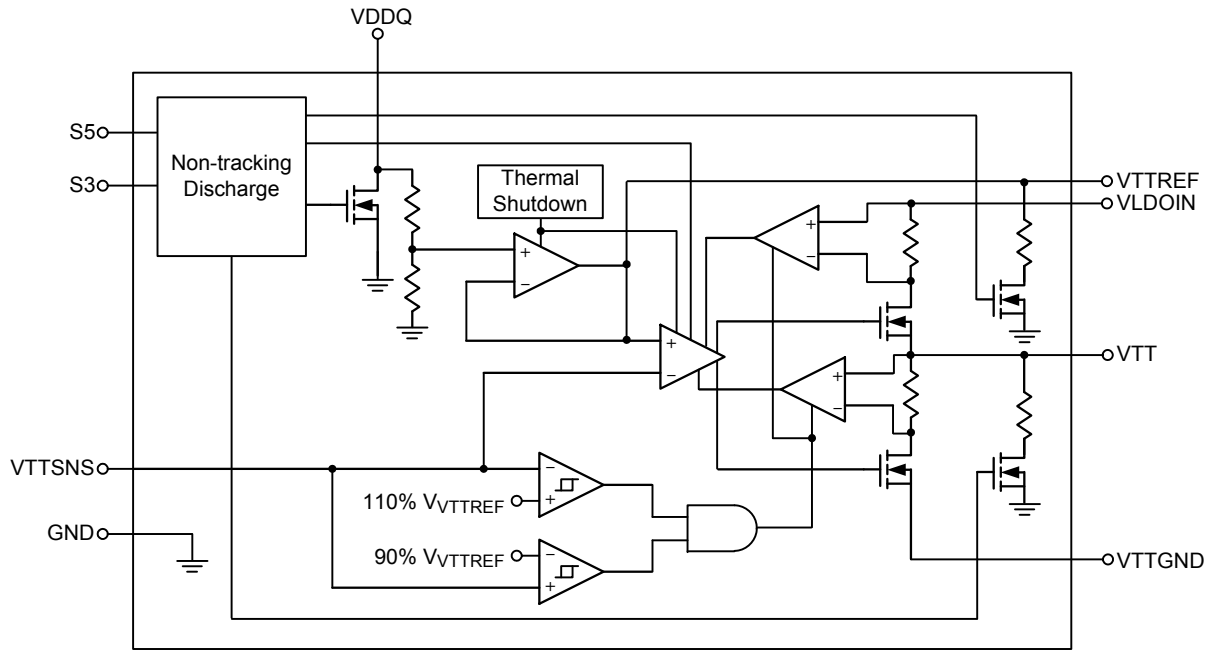 VDDQ
S5
S3
Non-tracking
Discharge
Thermal
Shutdown
VTTREF
VLDOIN
+
−
+
−
+
−
VTT
+
−
VTTSNS
−
110% VVTTREF
+
GND
90% VVTTREF
−
+
VTTGND